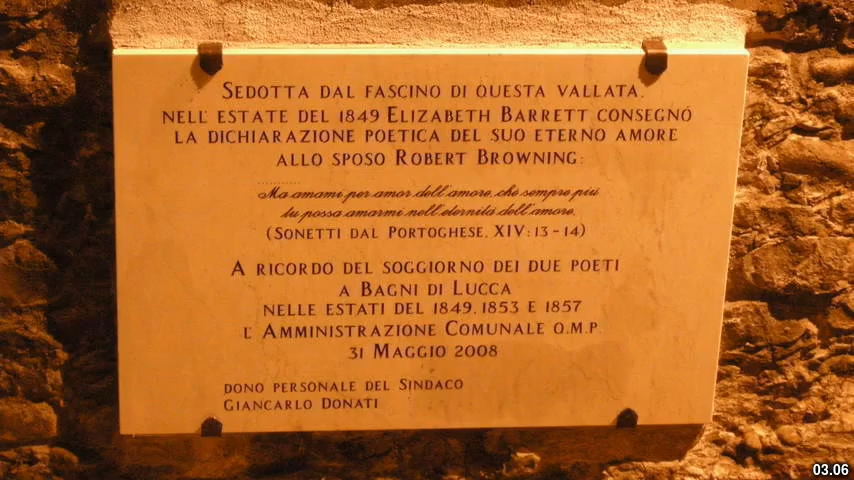 SEDOTTA DAL FASCINO DI QUESTA VALLATA,
NELL'ESTATE DEL 1849 ELIZABETH BARRETT CONSEGNÒ
LA DICHIARAZIONE POETICA DEL SUO ETERNO AMORE
ALLO SPOSO ROBERT BROWNING:
..........Ma amami per amor dell'amore, che sempre più
tu possa amarmi nell'eternità dell'amore.
(SONETTI DAL PORTOGHESE, XIV: 13-14)
A RICORDO DEL SOGGIORNO DEI DUE POETI
A BAGNI DI LUCCA
NELLE ESTATI DEL 1849, 1853 E 1857
L'AMMINISTRAZIONE COMUNALE Q.M.P.
31 MAGGIO 2008
DONO PERSONALE DEL SINDACO
GIANCARLO DONATI
03.06